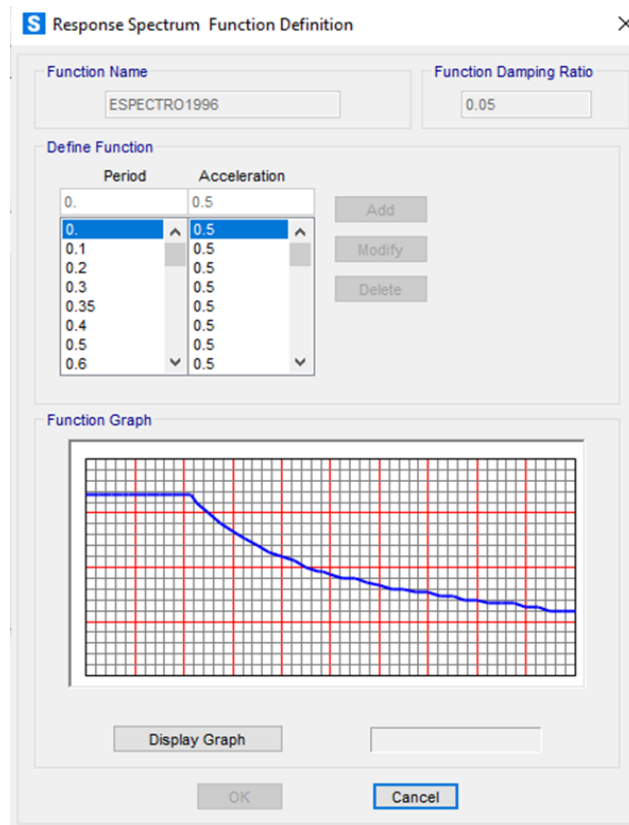 S Response Spectrum Function Definition
Function Name
Function Damping Ratio
ESPECTRO1996
0.05
Define Function
Period Acceleration
0. 0.5
Add
0. 0.5
0.1 0.5
Modify
0.2 0.5
0.3 0.5
Delete
0.35 0.5
0.4 0.5
0.5 0.5
0.6 0.5
Function Graph
Display Graph
OK
Cancel